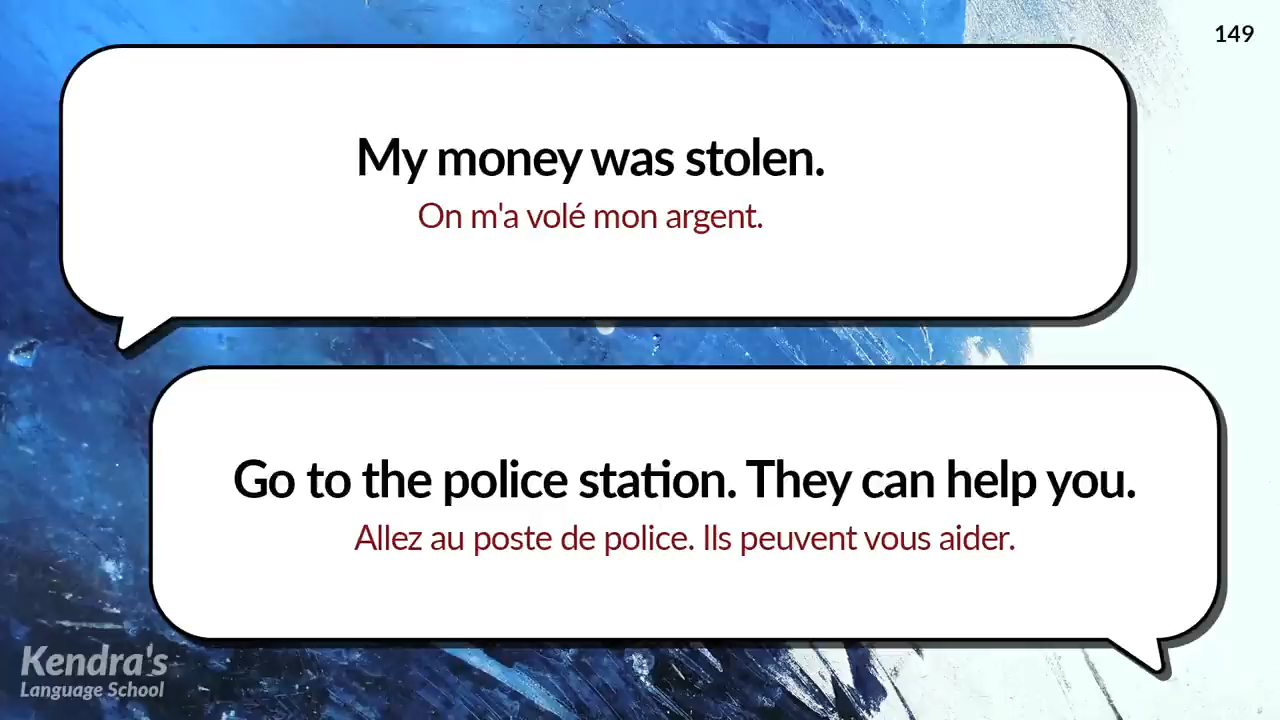 149
My money was stolen.
On m'a volé mon argent.
Go to the police station. They can help you.
Allez au poste de police. Ils peuvent vous aider.
Kendra's
Language School